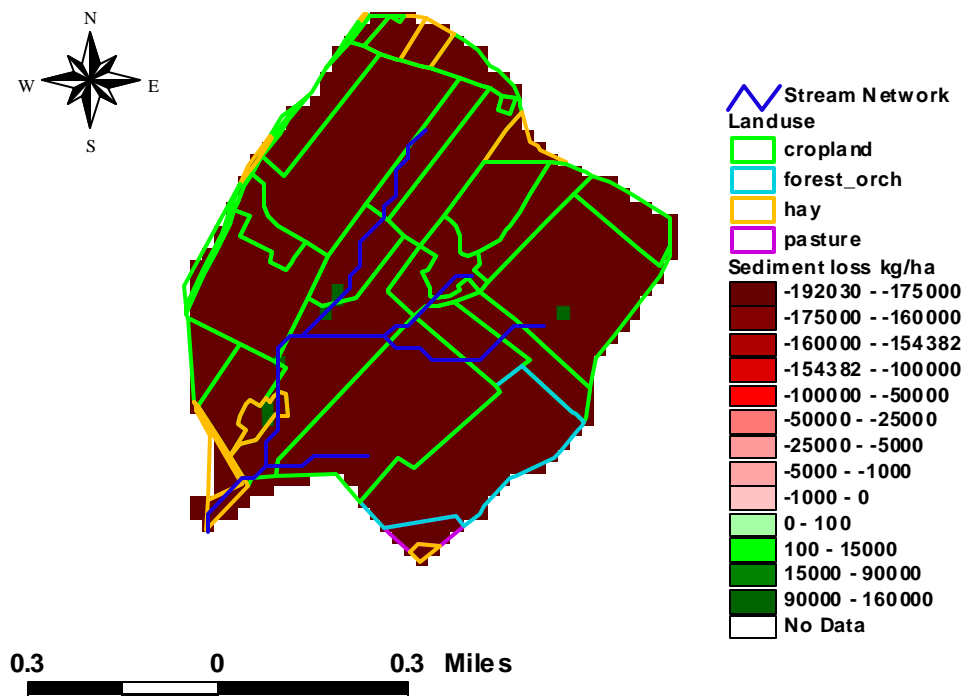 N
W E
S
Stream Network
Landuse
cropland
forest_orch
hay
pasture
Sediment loss kg/ha
-192030 - -175000
-175000 - -160000
-160000 - -154382
-154382 - -100000
-100000 - -50000
-50000 - -25000
-25000 - -5000
-5000 - -1000
-1000 - 0
0 - 100
100 - 15000
15000 - 90000
90000 - 160000
No Data
0.3 0 0.3 Miles